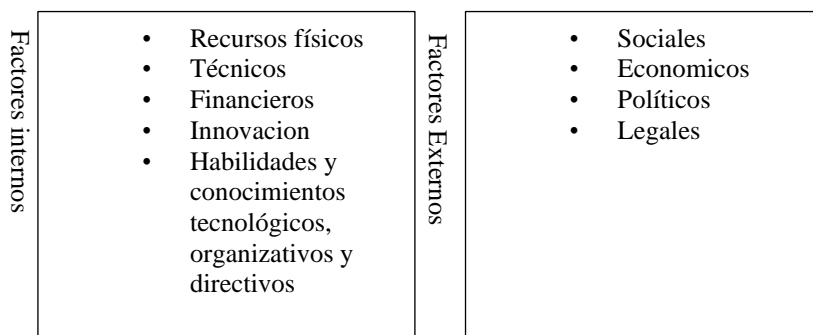 Factores internos
• Recursos físicos
• Técnicos
• Financieros
• Innovacion
• Habilidades y
conocimientos
tecnológicos,
organizativos y
directivos
Factores Externos
• Sociales
• Economicos
• Políticos
• Legales